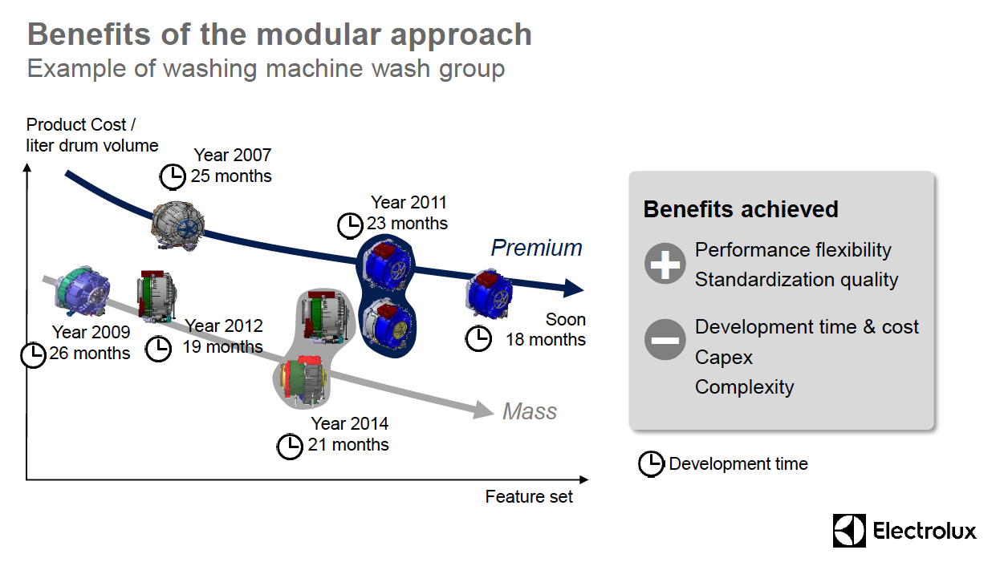 Benefits of the modular approach
Example of washing machine wash group
Product Cost /
liter drum volume
Year 2007
25 months
Year 2011
23 months
Premium
Soon
18 months
Year 2009
26 months
Year 2012
19 months
Mass
Year 2014
21 months
Feature set
Benefits achieved
Performance flexibility
Standardization quality
Development time & cost
Capex
Complexity
Development time
Electrolux